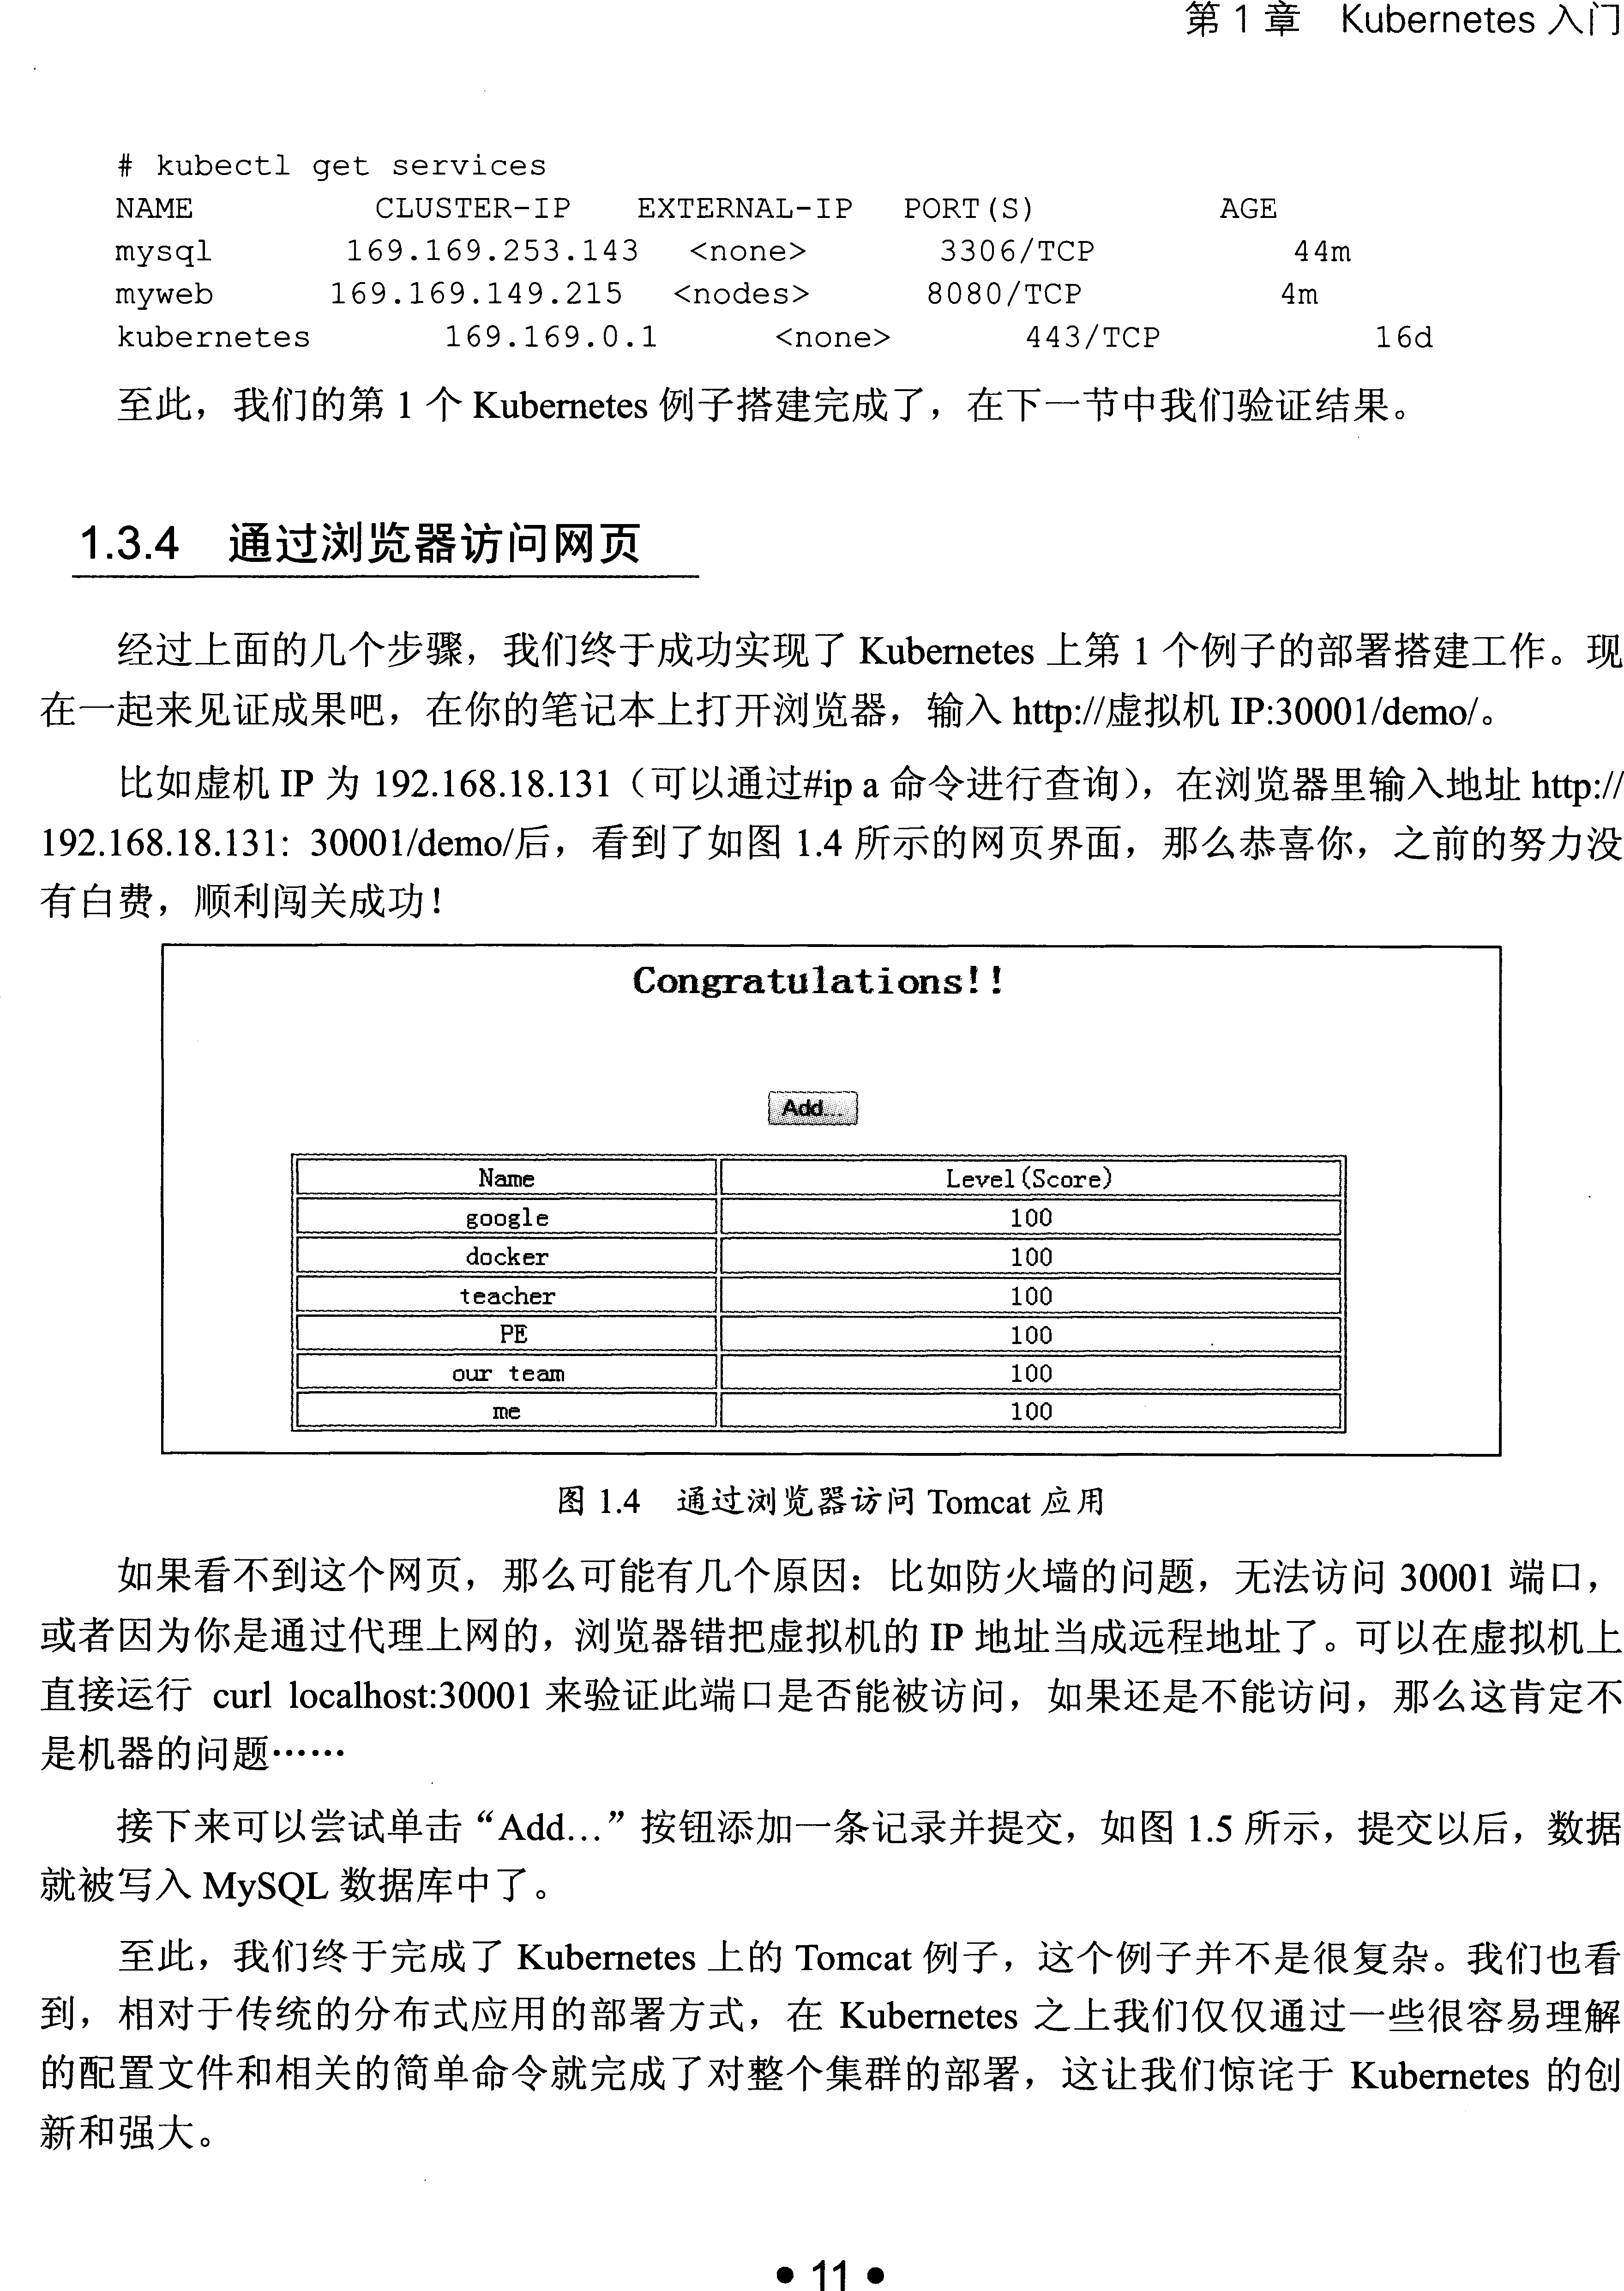 第 1 章 Kubernetes 入门
# kubectl get services
NAME CLUSTER-IP EXTERNAL-IP PORT(S) AGE
mysql 169.169.253.143 <none> 3306/TCP 44m
myweb 169.169.149.215 <nodes> 8080/TCP 4m
kubernetes 169.169.0.1 <none> 443/TCP 16d
至此，我们的第 1 个 Kubernetes 例子搭建完成了，在下一节中我们验证结果。
1.3.4 通过浏览器访问网页
经过上面的几个步骤，我们终于成功实现了 Kubernetes 上第 1 个例子的部署搭建工作。现
在一起来见证成果吧，在你的笔记本上打开浏览器，输入 http://虚拟机 IP:30001/demo/。
比如虚机 IP 为 192.168.18.131（可以通过#ip a 命令进行查询），在浏览器里输入地址 http://
192.168.18.131: 30001/demo/后，看到了如图 1.4 所示的网页界面，那么恭喜你，之前的努力没
有白费，顺利闯关成功！
Congratulations!!
Add...
Name Level(Score)
google 100
docker 100
teacher 100
PE 100
our team 100
me 100
图 1.4 通过浏览器访问 Tomcat 应用
如果看不到这个网页，那么可能有几个原因：比如防火墙的问题，无法访问 30001 端口，
或者因为你是通过代理上网的，浏览器错把虚拟机的 IP 地址当成远程地址了。可以在虚拟机上
直接运行 curl localhost:30001 来验证此端口是否能被访问，如果还是不能访问，那么这肯定不
是机器的问题……
接下来可以尝试单击“Add…”按钮添加一条记录并提交，如图 1.5 所示，提交以后，数据
就被写入 MySQL 数据库中了。
至此，我们终于完成了 Kubernetes 上的 Tomcat 例子，这个例子并不是很复杂。我们也看
到，相对于传统的分布式应用的部署方式，在 Kubernetes 之上我们仅仅通过一些很容易理解
的配置文件和相关的简单命令就完成了对整个集群的部署，这让我们惊诧于 Kubernetes 的创
新和强大。
• 11 •